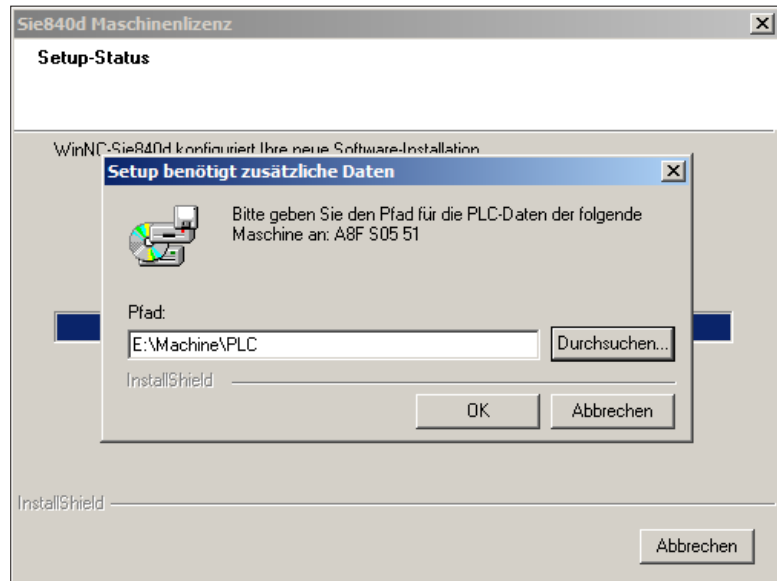 Sie840d Maschinenlizenz
Setup-Status
WinNC-Sie840d konfiguriert Ihre neue Software-Installation
Setup benötigt zusätzliche Daten
Bitte geben Sie den Pfad für die PLC-Daten der folgende
Maschine an: A8F S05 51
Pfad:
E:\Machine\PLC
Durchsuchen...
InstallShield
OK
Abbrechen
InstallShield
Abbrechen